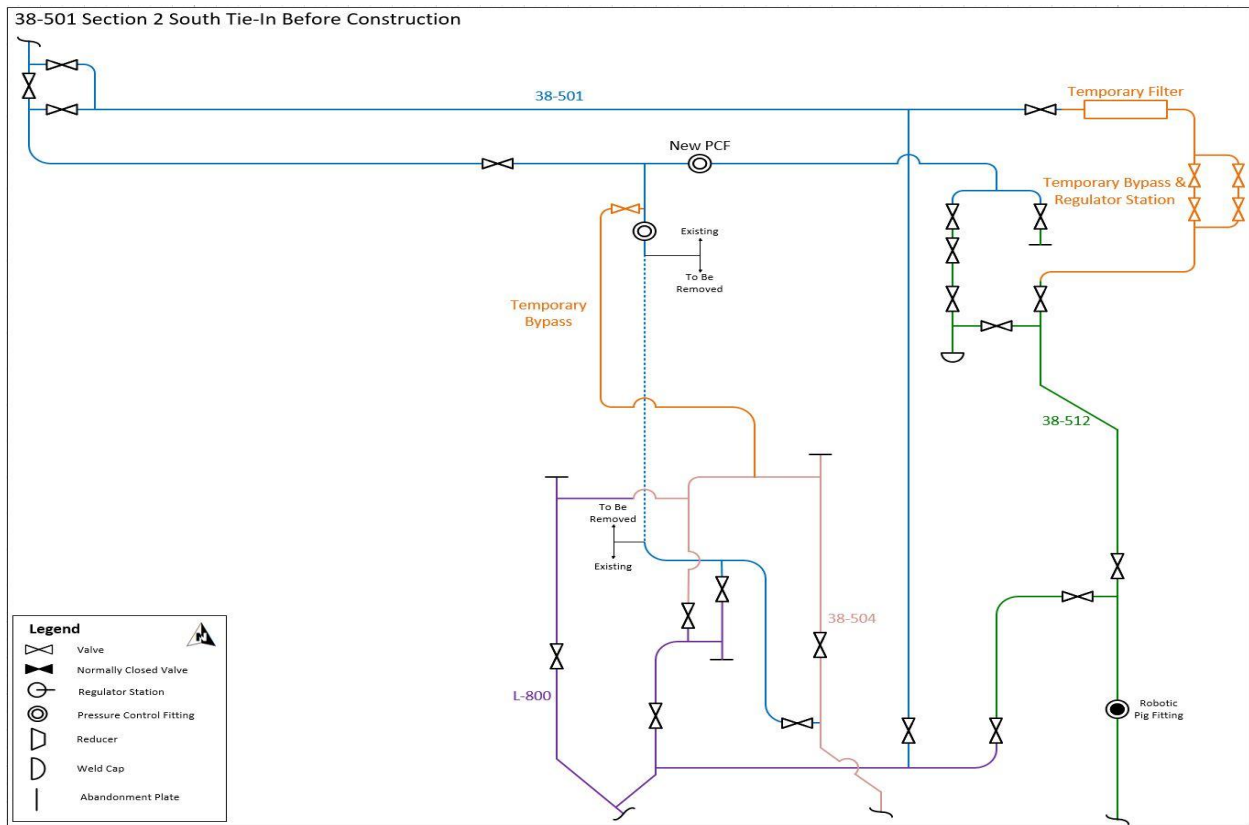 38-501 Section 2 South Tie-In Before Construction
38-501
Temporary Filter
New PCF
Temporary Bypass &
Regulator Station
Existing
To Be
Removed
Temporary
Bypass
38-512
To Be
Removed
Existing
38-504
L-800
Robotic
Pig Fitting
Legend
N
Valve
Normally Closed Valve
Regulator Station
Pressure Control Fitting
Reducer
Weld Cap
Abandonment Plate